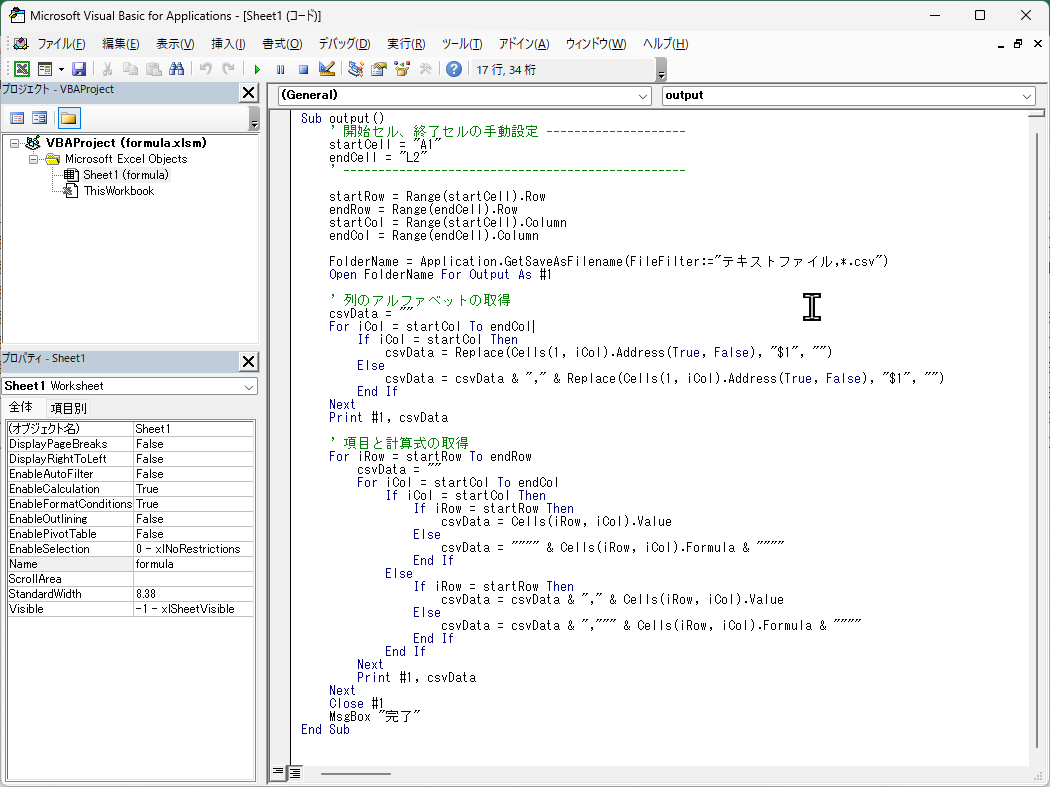 Microsoft Visual Basic for Applications - [Sheet1 (コード)]
ファイル(F) 編集(E) 表示(V) 挿入(I) 書式(O) デバッグ(D) 実行(R) ツール(T) アドイン(A) ウィンドウ(W) ヘルプ(H)
17 行, 34 桁
プロジェクト - VBAProject
VBAProject (formula.xlsm)
Microsoft Excel Objects
Sheet1 (formula)
ThisWorkbook
プロパティ - Sheet1
Sheet1 Worksheet
全体 項目別
(オブジェクト名) Sheet1
DisplayPageBreaks False
DisplayRightToLeft False
EnableAutoFilter False
EnableCalculation True
EnableFormatConditions True
EnableOutlining False
EnablePivotTable False
EnableSelection 0 - xlNoRestrictions
Name formula
ScrollArea
StandardWidth 8.38
Visible -1 - xlSheetVisible
(General) output
Sub output()
    ' 開始セル、終了セルの手動設定 --------------------
    startCell = "A1"
    endCell = "L2"
    ' -------------------------------------------------
    startRow = Range(startCell).Row
    endRow = Range(endCell).Row
    startCol = Range(startCell).Column
    endCol = Range(endCell).Column
    FolderName = Application.GetSaveAsFilename(FileFilter:="テキストファイル,*.csv")
    Open FolderName For Output As #1
    ' 列のアルファベットの取得
    csvData = ""
    For iCol = startCol To endCol
        If iCol = startCol Then
            csvData = Replace(Cells(1, iCol).Address(True, False), "$1", "")
        Else
            csvData = csvData & "," & Replace(Cells(1, iCol).Address(True, False), "$1", "")
        End If
    Next
    Print #1, csvData
    ' 項目と計算式の取得
    For iRow = startRow To endRow
        csvData = ""
        For iCol = startCol To endCol
            If iCol = startCol Then
                If iRow = startRow Then
                    csvData = Cells(iRow, iCol).Value
                Else
                    csvData = """" & Cells(iRow, iCol).Formula & """"
                End If
            Else
                If iRow = startRow Then
                    csvData = csvData & "," & Cells(iRow, iCol).Value
                Else
                    csvData = csvData & ",""" & Cells(iRow, iCol).Formula & """"
                End If
            End If
        Next
        Print #1, csvData
    Next
    Close #1
    MsgBox "完了"
End Sub